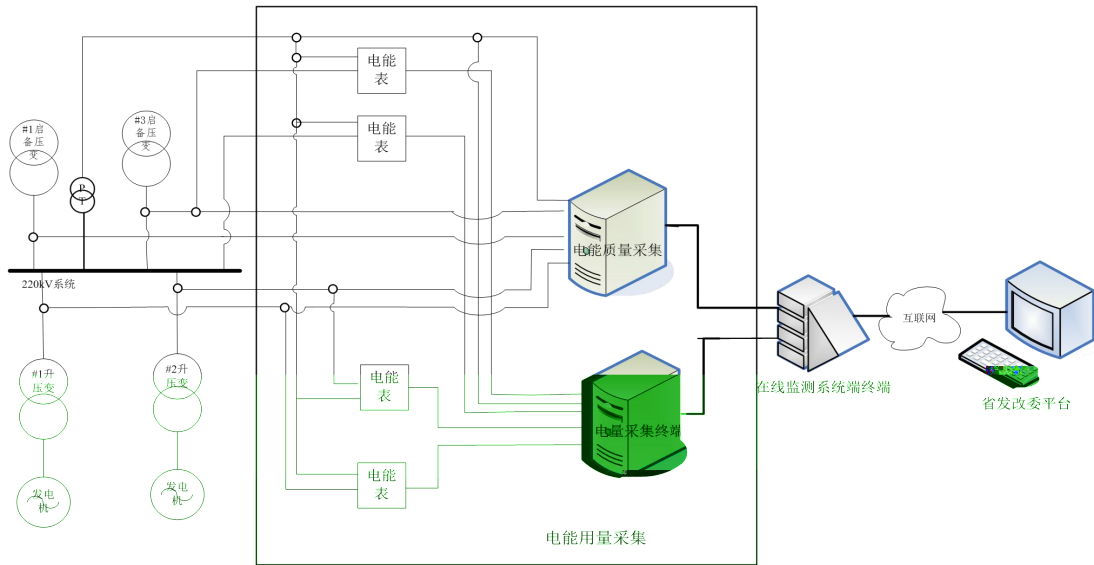 电能
表
电能
表
#1启
备压
变
#3启
备压
变
P
T
电能质量采集
220kV系统
互联网
#1升
压变
#2升
压变
电能
表
在线监测系统端终端
省发改委平台
电量采集终端
发电
机
发电
机
电能
表
电能用量采集